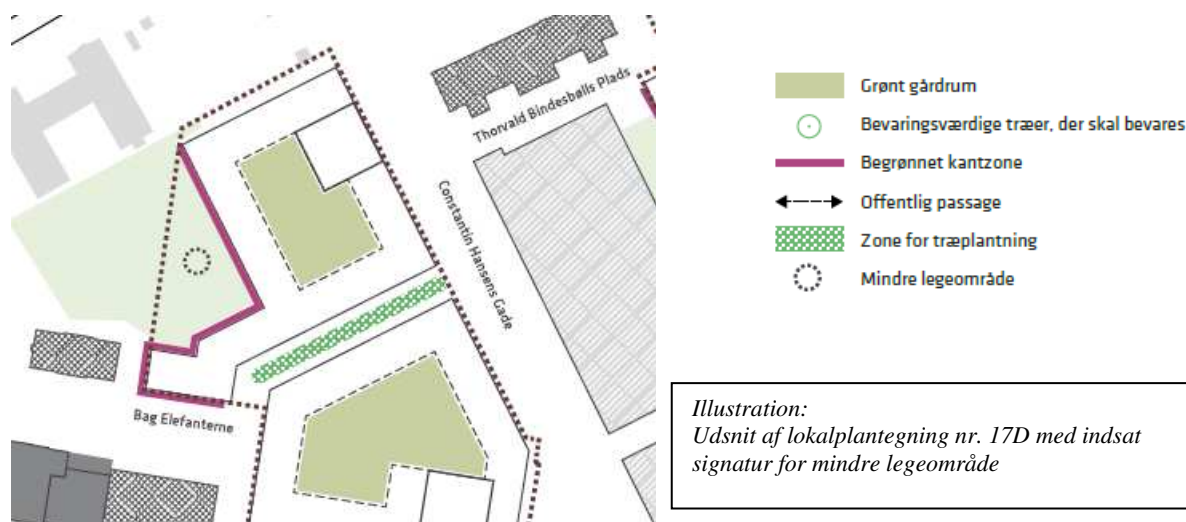 Thorvald Bindesbølls Plads
Constantin Hansens Gade
Bag Elefanterne
Grønt gårdrum
Bevaringsværdige træer, der skal bevares
Begrønnet kantzone
Offentlig passage
Zone for træplantning
Mindre legeområde
Illustration:
Udsnit af lokalplantegning nr. 17D med indsat
signatur for mindre legeområde